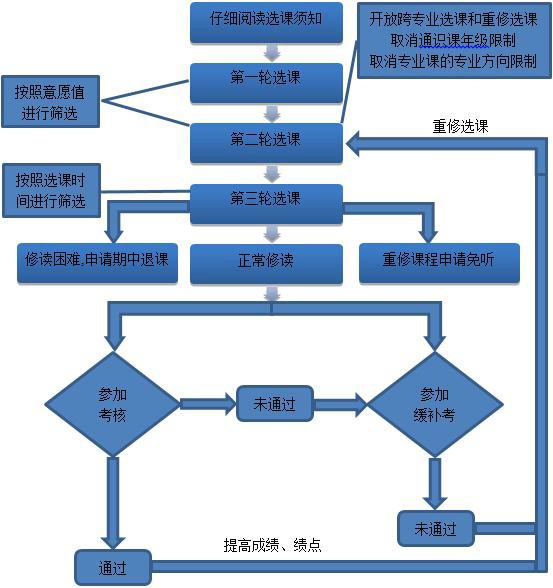 仔细阅读选课须知
开放跨专业选课和重修选课
取消通识课年级限制
取消专业课的专业方向限制
第一轮选课
按照意愿值
进行筛选
第二轮选课
重修选课
按照选课时
间进行筛选
第三轮选课
修读困难,申请期中退课
正常修读
重修课程申请免听
参加
考核
未通过
参加
缓补考
未通过
提高成绩、绩点
通过